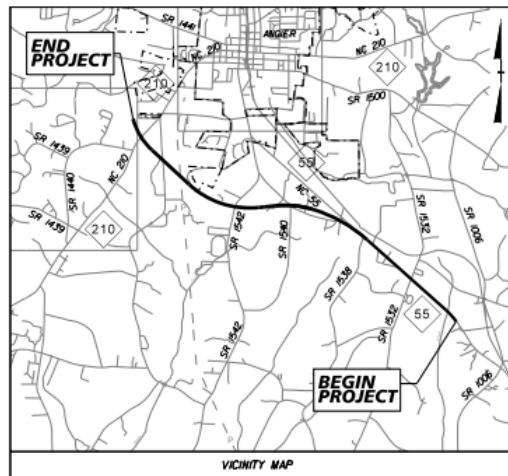 SR 1441
ANGIER
END
PROJECT
NC 210
NC 210
210
210
SR 1500
SR 1439
SR 1440
NC 210
55
NC 55
SR 1439
210
SR 1542
SR 1540
SR 1532
SR 1006
SR 1538
SR 1532
55
SR 1542
BEGIN
PROJECT
SR 1006
VICINITY MAP